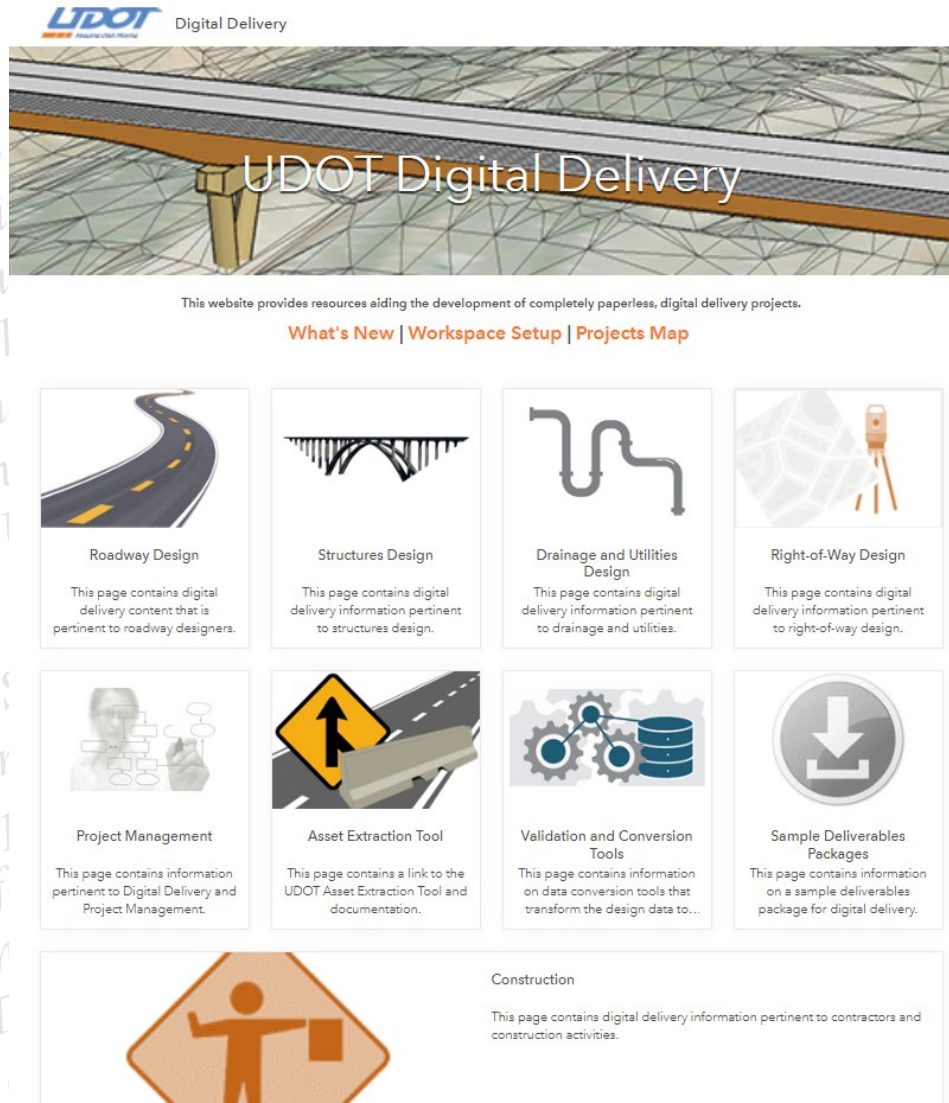 UDOT
Keeping Utah Moving
Digital Delivery
UDOT Digital Delivery
This website provides resources aiding the development of completely paperless, digital delivery projects.
What's New | Workspace Setup | Projects Map
Roadway Design
This page contains digital
delivery content that is
pertinent to roadway designers.
Structures Design
This page contains digital
delivery information pertinent
to structures design.
Drainage and Utilities
Design
This page contains digital
delivery information pertinent
to drainage and utilities.
Right-of-Way Design
This page contains digital
delivery information pertinent
to right-of-way design.
Project Management
This page contains information
pertinent to Digital Delivery and
Project Management.
Asset Extraction Tool
This page contains a link to the
UDOT Asset Extraction Tool and
documentation.
Validation and Conversion
Tools
This page contains information
on data conversion tools that
transform the design data to...
Sample Deliverables
Packages
This page contains information
on a sample deliverables
package for digital delivery.
Construction
This page contains digital delivery information pertinent to contractors and
construction activities.